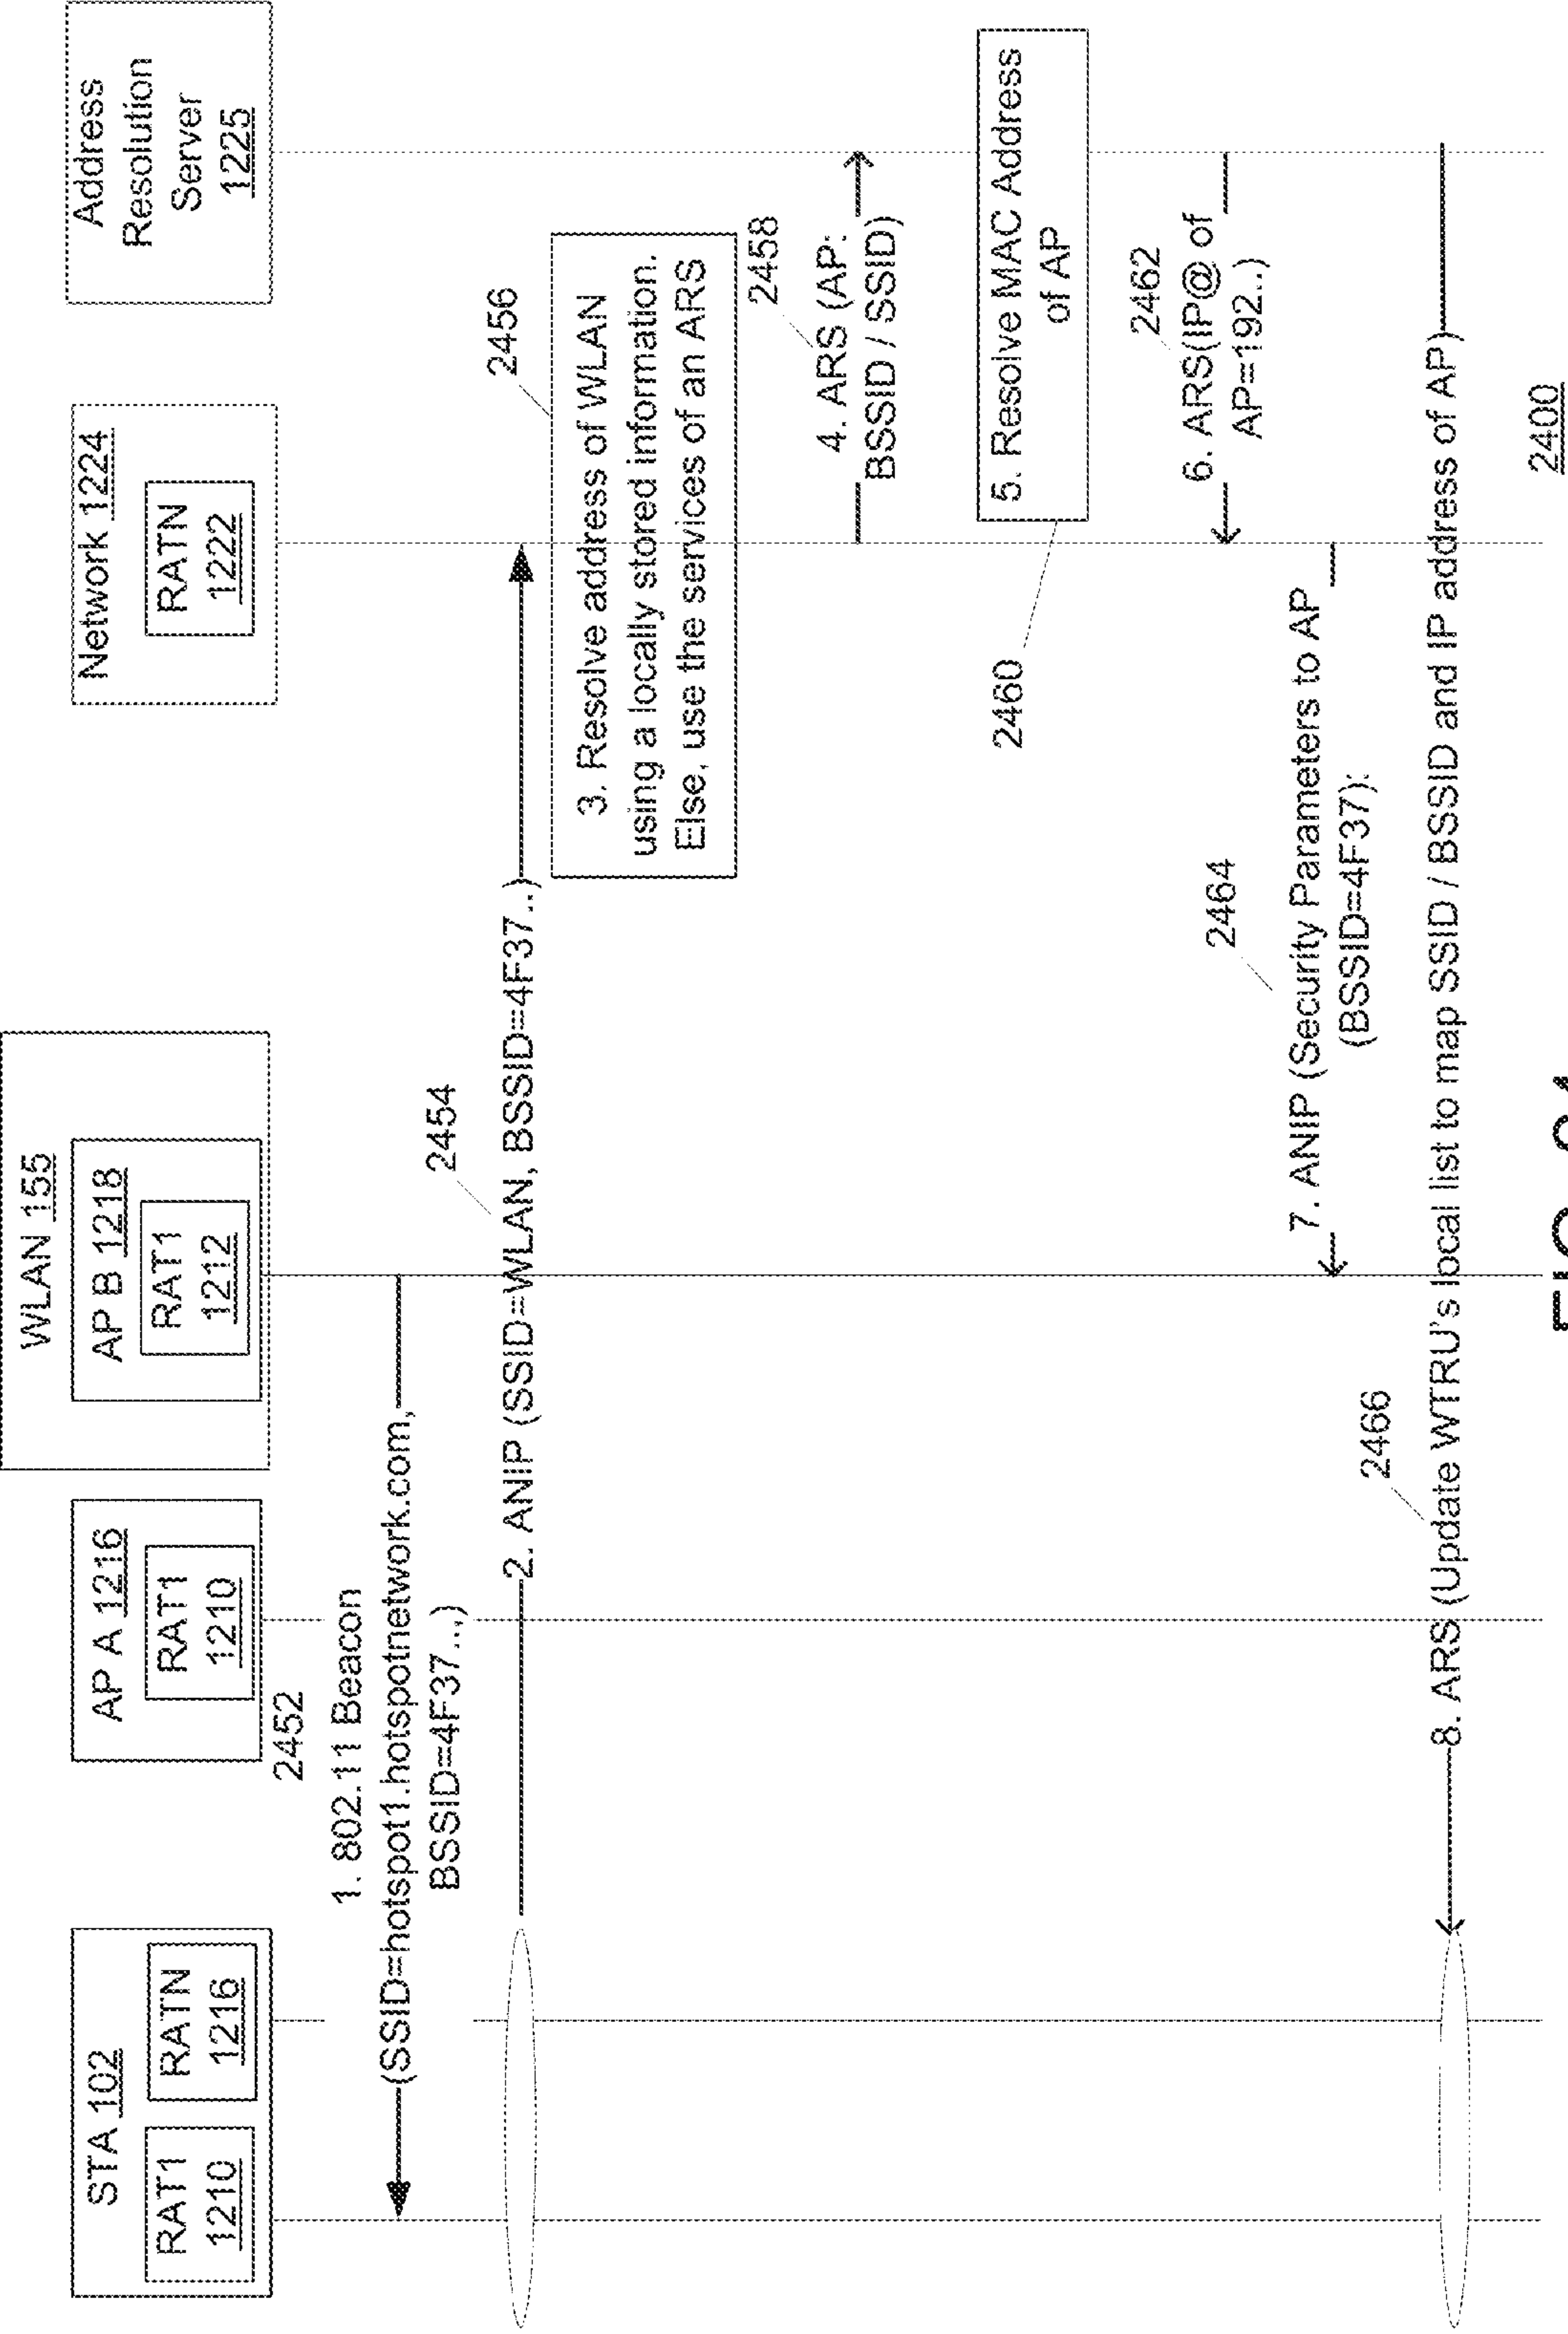 STA 102
RAT1
1210
RATN
1216
AP A 1216
RAT1
1210
WLAN 155
AP B 1218
RAT1
1212
Network 1224
RATN
1222
Address
Resolution
Server
1225
2452
1. 802.11 Beacon
(SSID=hotspot1.hotspotnetwork.com,
BSSID=4F37..,)
2454
2. ANIP (SSID=WLAN, BSSID=4F37..)
2456
3. Resolve address of WLAN
using a locally stored information.
Else, use the services of an ARS
2458
4. ARS (AP:
BSSID / SSID)
5. Resolve MAC Address
of AP
2460
2462
6. ARS(IP@ of
AP=192..)
2464
7. ANIP (Security Parameters to AP
(BSSID=4F37):
2466
8. ARS (Update WTRU's local list to map SSID / BSSID and IP address of AP)
2400